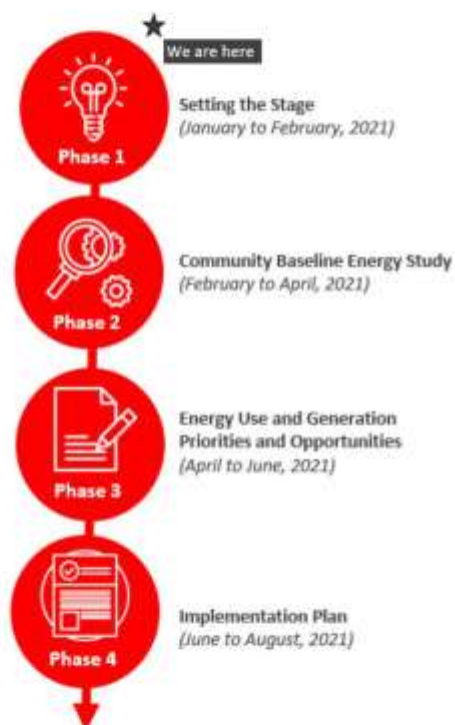 We are here
Setting the Stage
(January to February, 2021)
Phase 1
Community Baseline Energy Study
(February to April, 2021)
Phase 2
Energy Use and Generation
Priorities and Opportunities
(April to June, 2021)
Phase 3
Implementation Plan
(June to August, 2021)
Phase 4